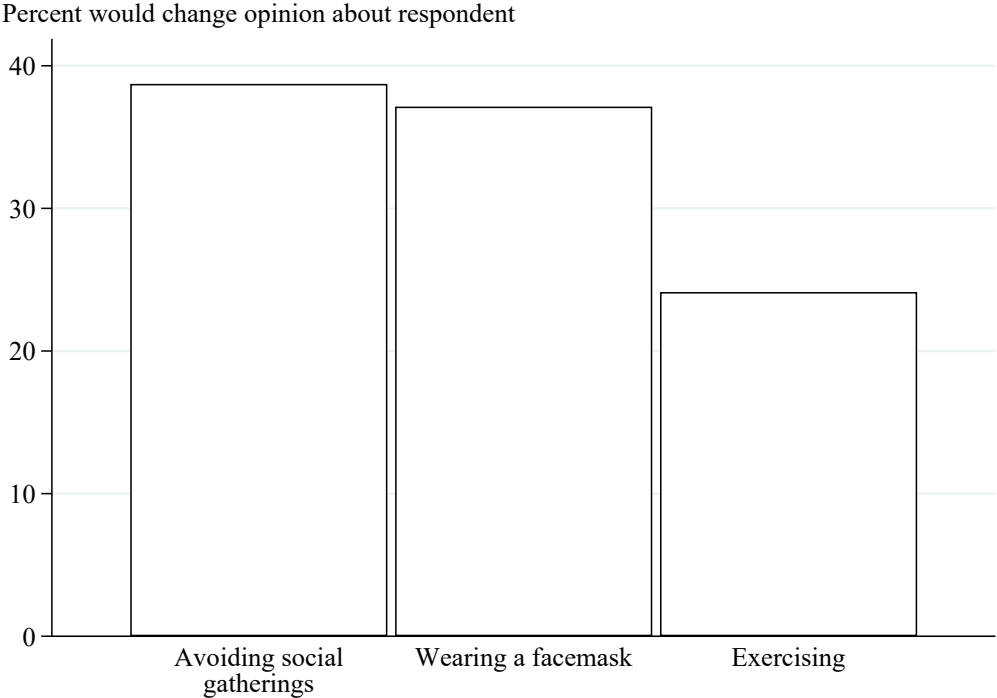 Percent would change opinion about respondent
40
30
20
10
0
Avoiding social
gatherings
Wearing a facemask
Exercising